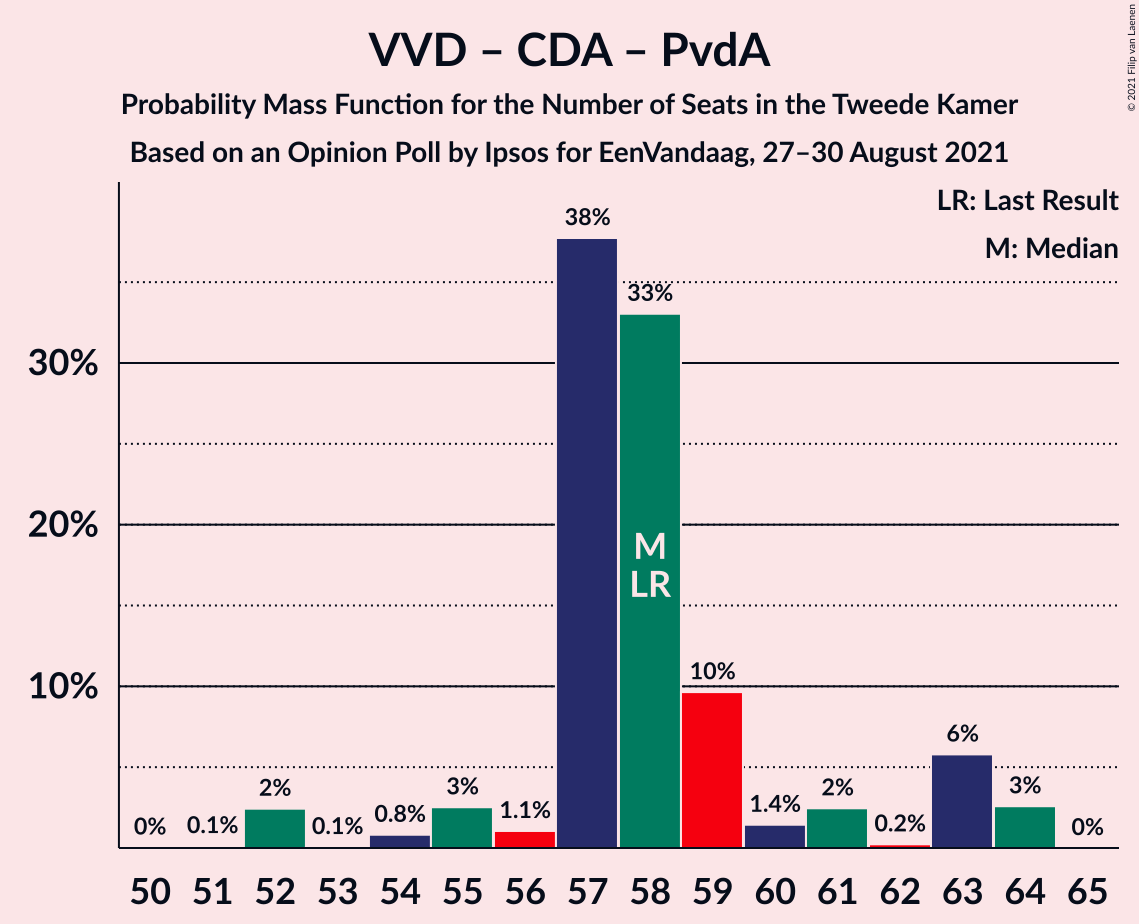 VVD – CDA – PvdA
Probability Mass Function for the Number of Seats in the Tweede Kamer
Based on an Opinion Poll by Ipsos for EenVandaag, 27–30 August 2021
© 2021 Filip van Laenen
LR: Last Result
M: Median
38%
33%
30%
20%
M
LR
10%
10%
6%
0%
0.1%
2%
0.1%
0.8%
3%
1.1%
1.4%
2%
0.2%
3%
0%
50 51 52 53 54 55 56 57 58 59 60 61 62 63 64 65